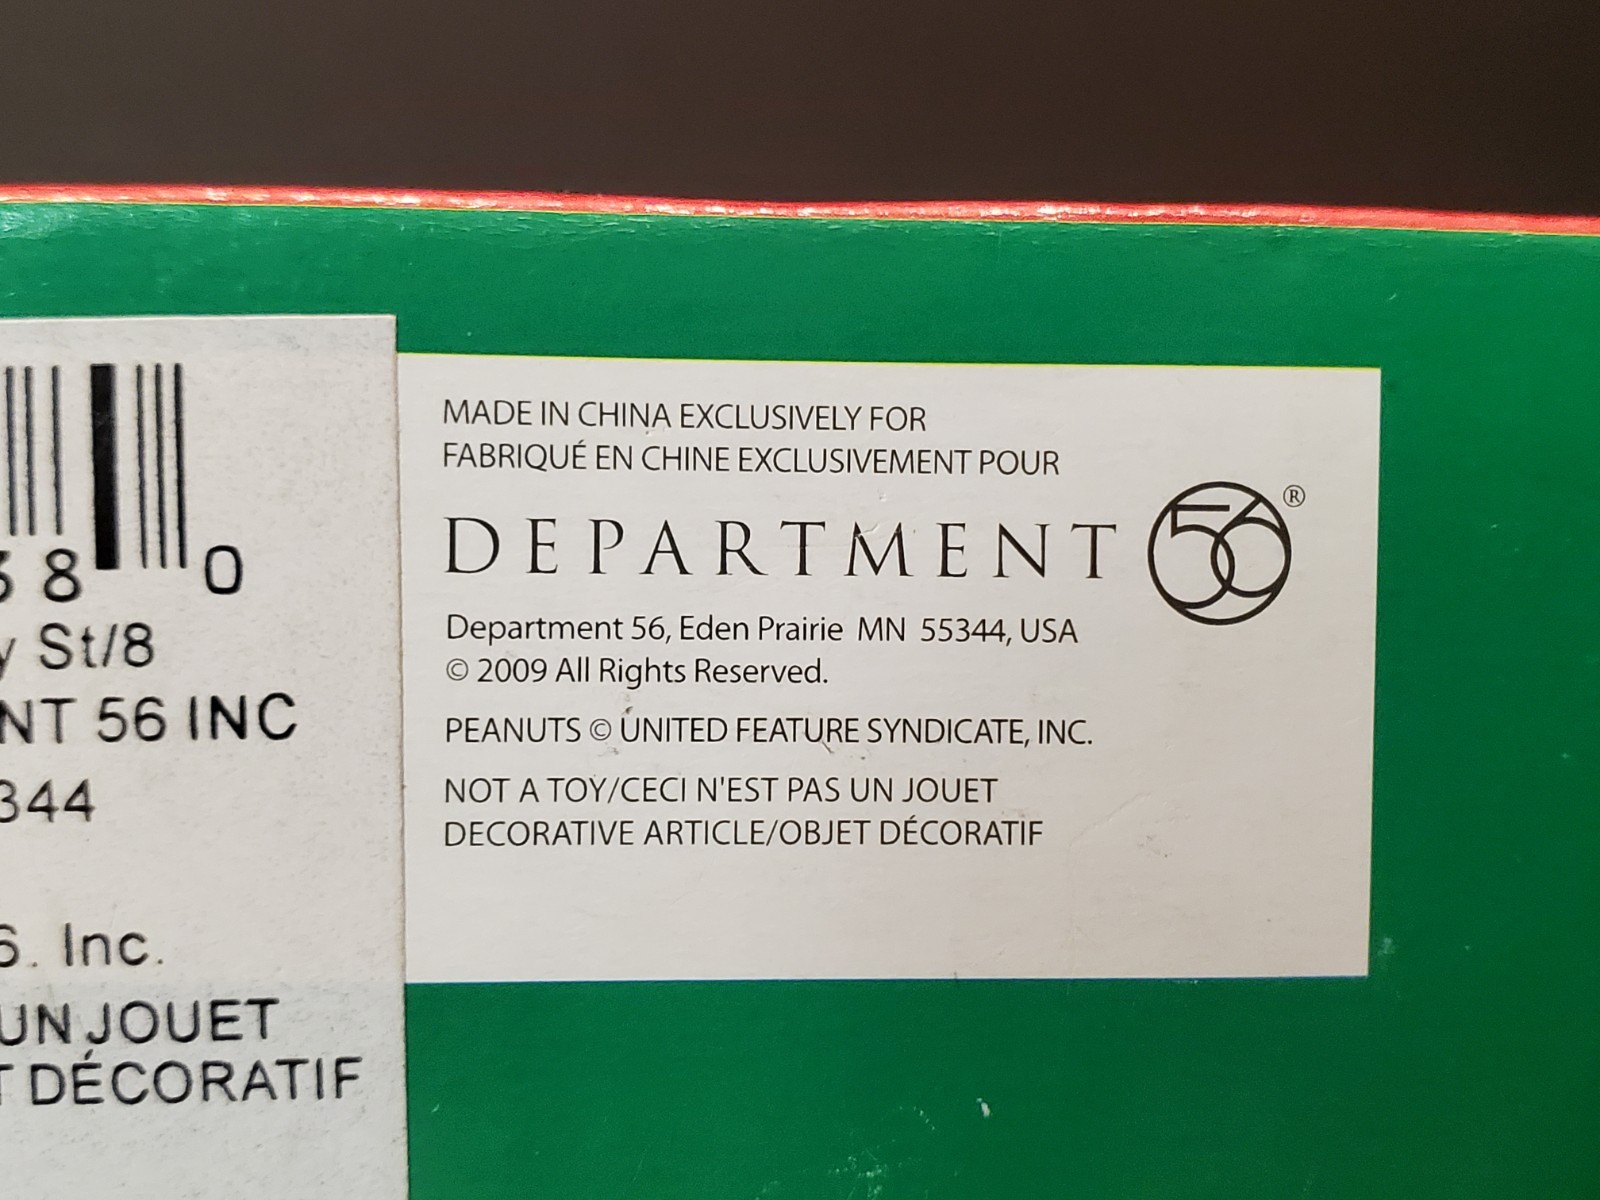 8 0
y St/8
NT 56 INC
344
6. Inc.
UN JOUET
T DÉCORATIF
MADE IN CHINA EXCLUSIVELY FOR
FABRIQUÉ EN CHINE EXCLUSIVEMENT POUR
DEPARTMENT 56®
Department 56, Eden Prairie MN 55344, USA
© 2009 All Rights Reserved.
PEANUTS © UNITED FEATURE SYNDICATE, INC.
NOT A TOY/CECI N'EST PAS UN JOUET
DECORATIVE ARTICLE/OBJET DÉCORATIF